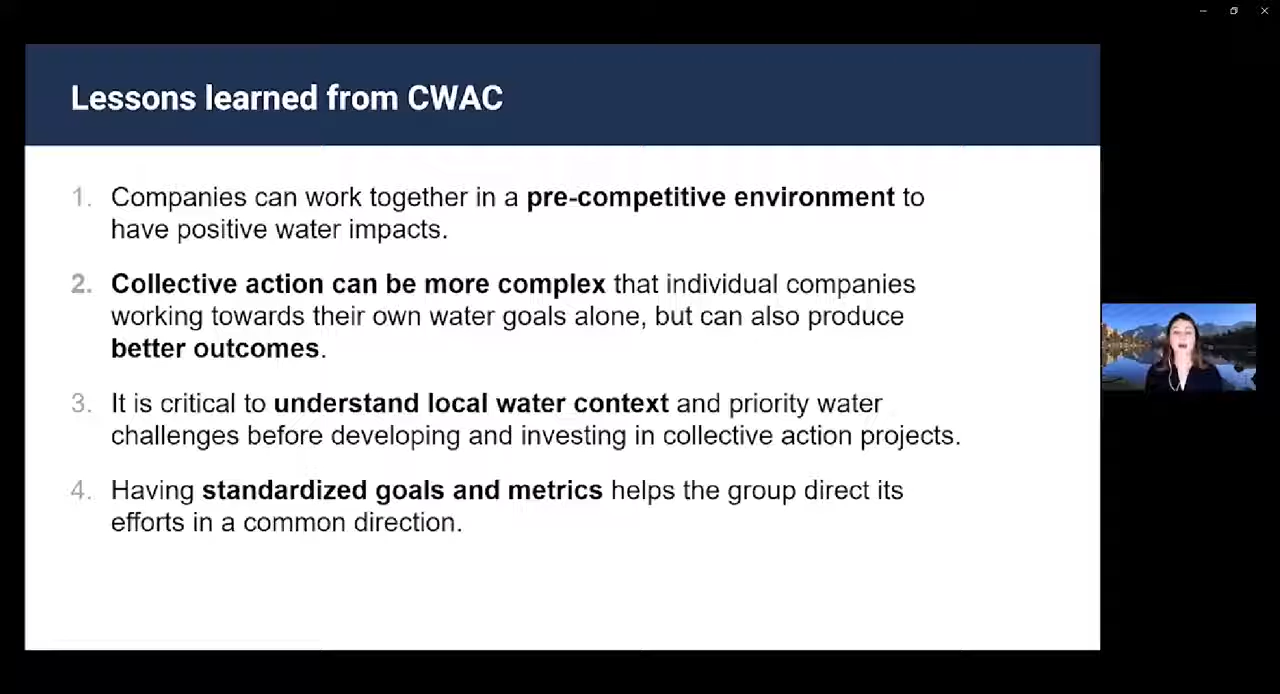 Lessons learned from CWAC
1. Companies can work together in a pre-competitive environment to
have positive water impacts.
2. Collective action can be more complex that individual companies
working towards their own water goals alone, but can also produce
better outcomes.
3. It is critical to understand local water context and priority water
challenges before developing and investing in collective action projects.
4. Having standardized goals and metrics helps the group direct its
efforts in a common direction.